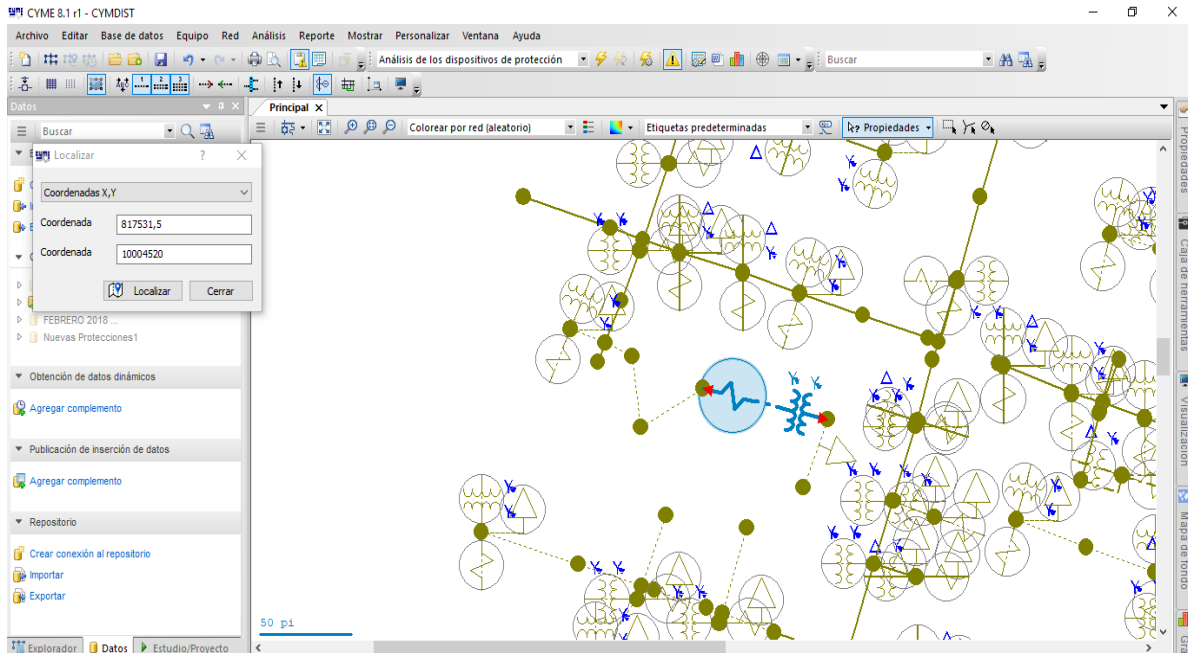 CYME 8.1 r1 - CYMDIST
Archivo Editar Base de datos Equipo Red Análisis Reporte Mostrar Personalizar Ventana Ayuda
Análisis de los dispositivos de protección
Buscar
Datos
Principal X
Buscar
Colorear por red (aleatorio)
Etiquetas predeterminadas
Propiedades
Localizar ?
Coordenadas X,Y
Coordenada 817531,5
Coordenada 10004520
Localizar
Cerrar
FEBRERO 2018 ...
Nuevas Protecciones1
Obtención de datos dinámicos
Agregar complemento
Publicación de inserción de datos
Agregar complemento
Repositorio
Crear conexión al repositorio
Importar
Exportar
50 pi
Explorador Datos Estudio/Proyecto
Propiedades
Caja de herramientas
Visualización
Mapa de fondo